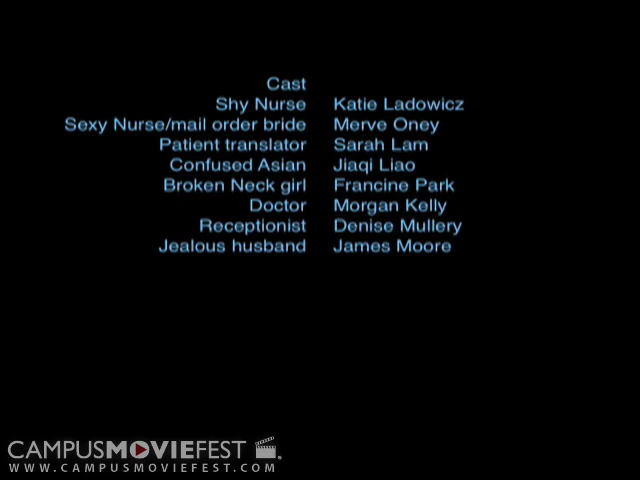 Cast
Shy Nurse Katie Ladowicz
Sexy Nurse/mail order bride Merve Oney
Patient translator Sarah Lam
Confused Asian Jiaqi Liao
Broken Neck girl Francine Park
Doctor Morgan Kelly
Receptionist Denise Mullery
Jealous husband James Moore
CAMPUSMOVIEFEST
WWW.CAMPUSMOVIEFEST.COM